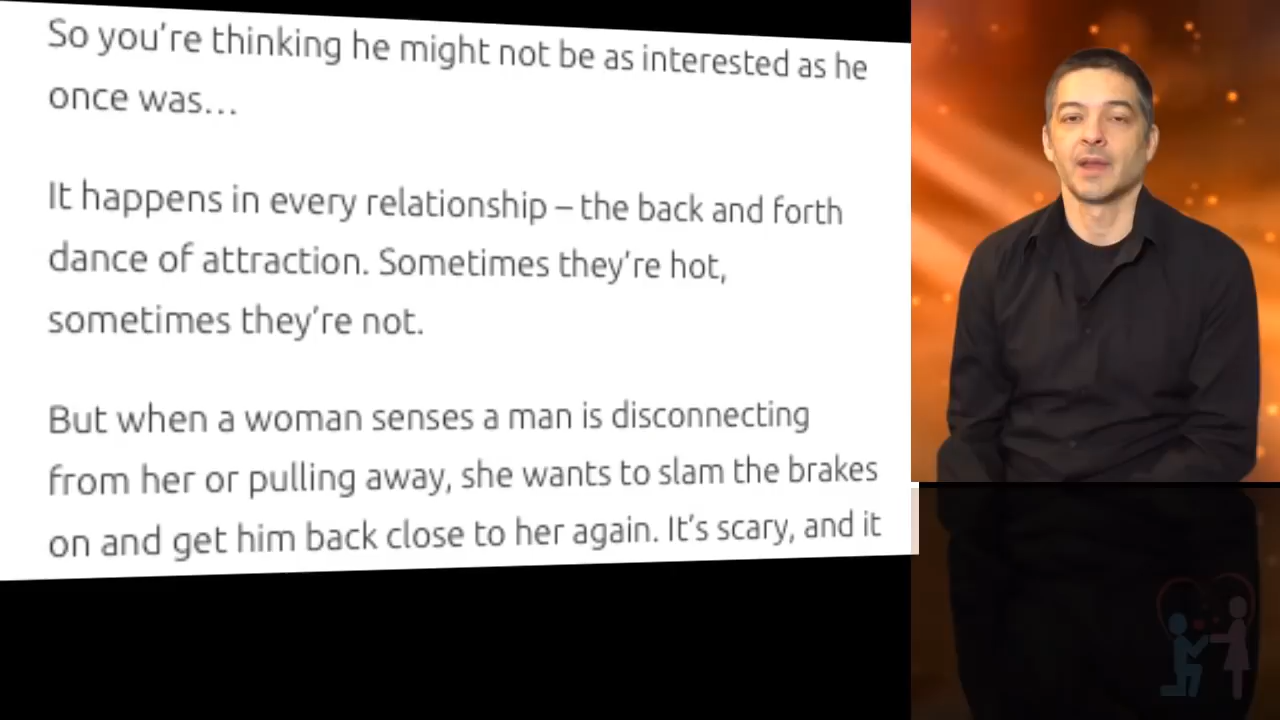 So you’re thinking he might not be as interested as he
once was…
It happens in every relationship – the back and forth
dance of attraction. Sometimes they’re hot,
sometimes they’re not.
But when a woman senses a man is disconnecting
from her or pulling away, she wants to slam the brakes
on and get him back close to her again. It’s scary, and it